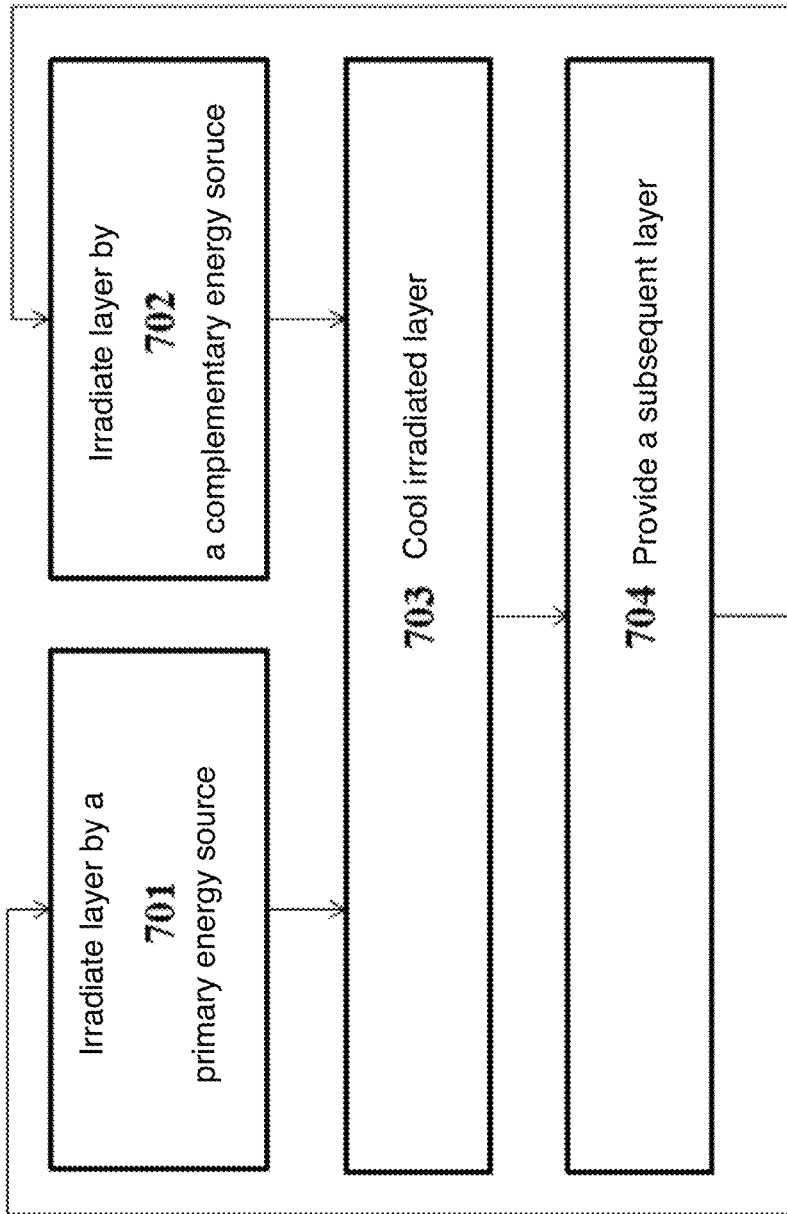 Irradiate layer by a
701
primary energy source
Irradiate layer by
702
a complementary energy soruce
703 Cool irradiated layer
704 Provide a subsequent layer